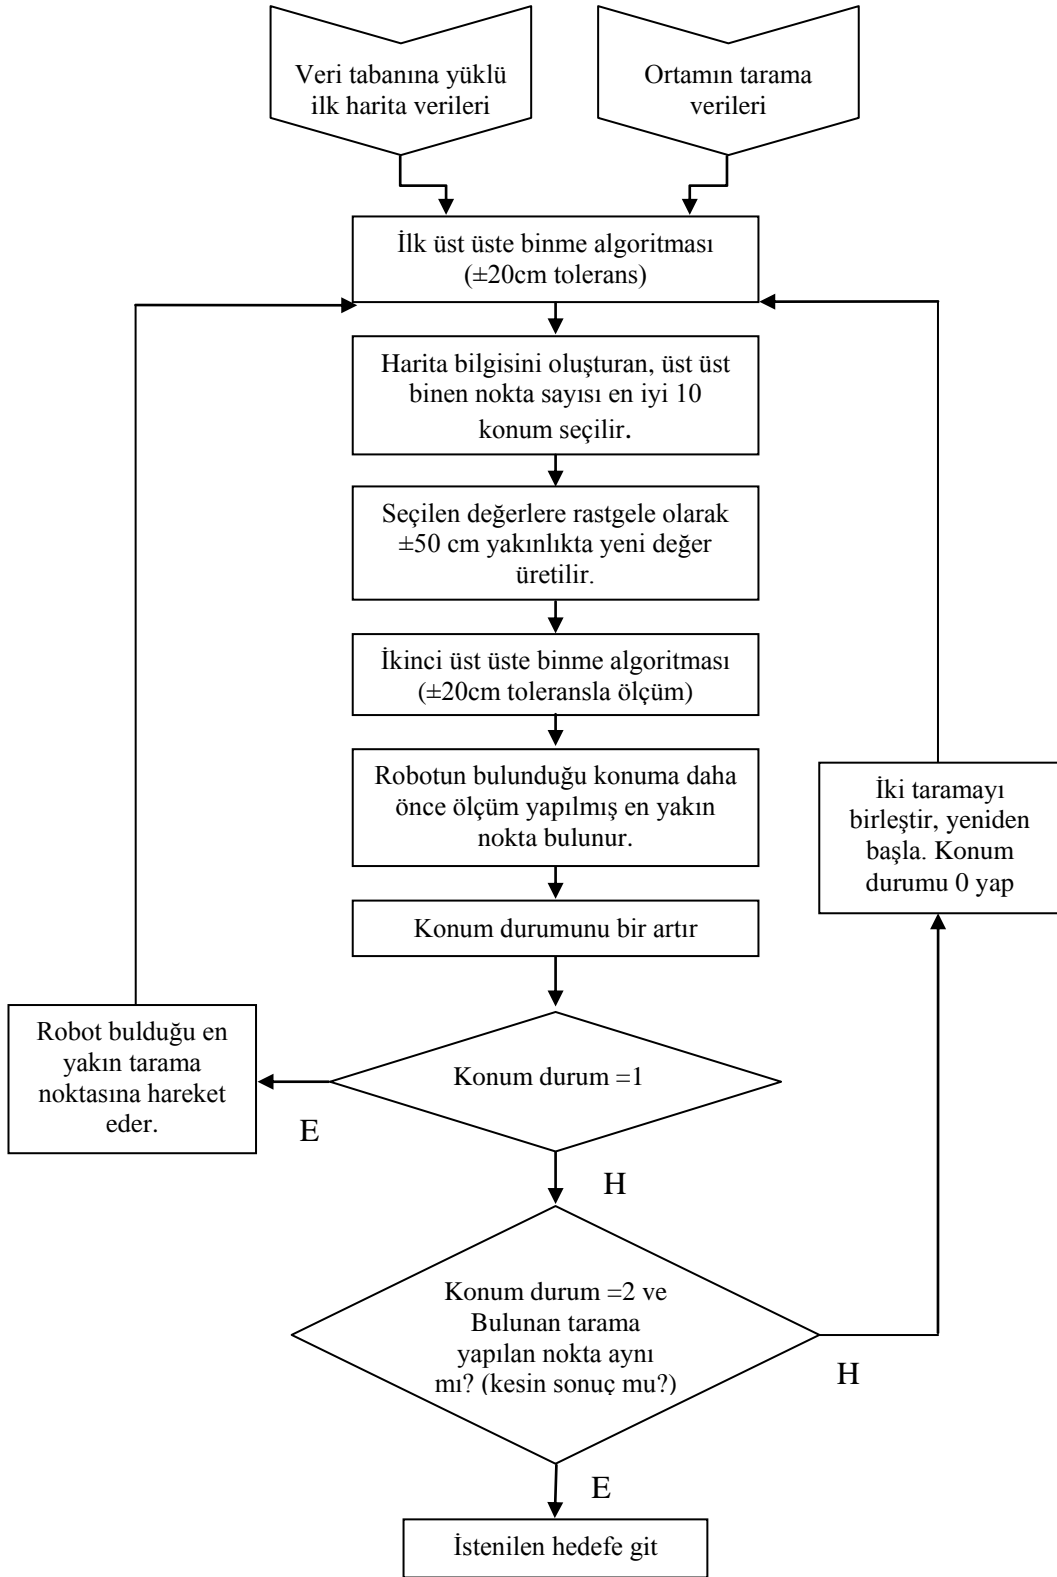 Veri tabanına yüklü
ilk harita verileri
Ortamın tarama
verileri
İlk üst üste binme algoritması
(±20cm tolerans)
Harita bilgisini oluşturan, üst üst
binen nokta sayısı en iyi 10
konum seçilir.
Seçilen değerlere rastgele olarak
±50 cm yakınlıkta yeni değer
üretilir.
İkinci üst üste binme algoritması
(±20cm toleransla ölçüm)
Robotun bulunduğu konuma daha
önce ölçüm yapılmış en yakın
nokta bulunur.
İki taramayı
birleştir, yeniden
başla. Konum
durumu 0 yap
Konum durumunu bir artır
Robot bulduğu en
yakın tarama
noktasına hareket
eder.
Konum durum =1
E
H
Konum durum =2 ve
Bulunan tarama
yapılan nokta aynı
mı? (kesin sonuç mu?)
H
E
İstenilen hedefe git